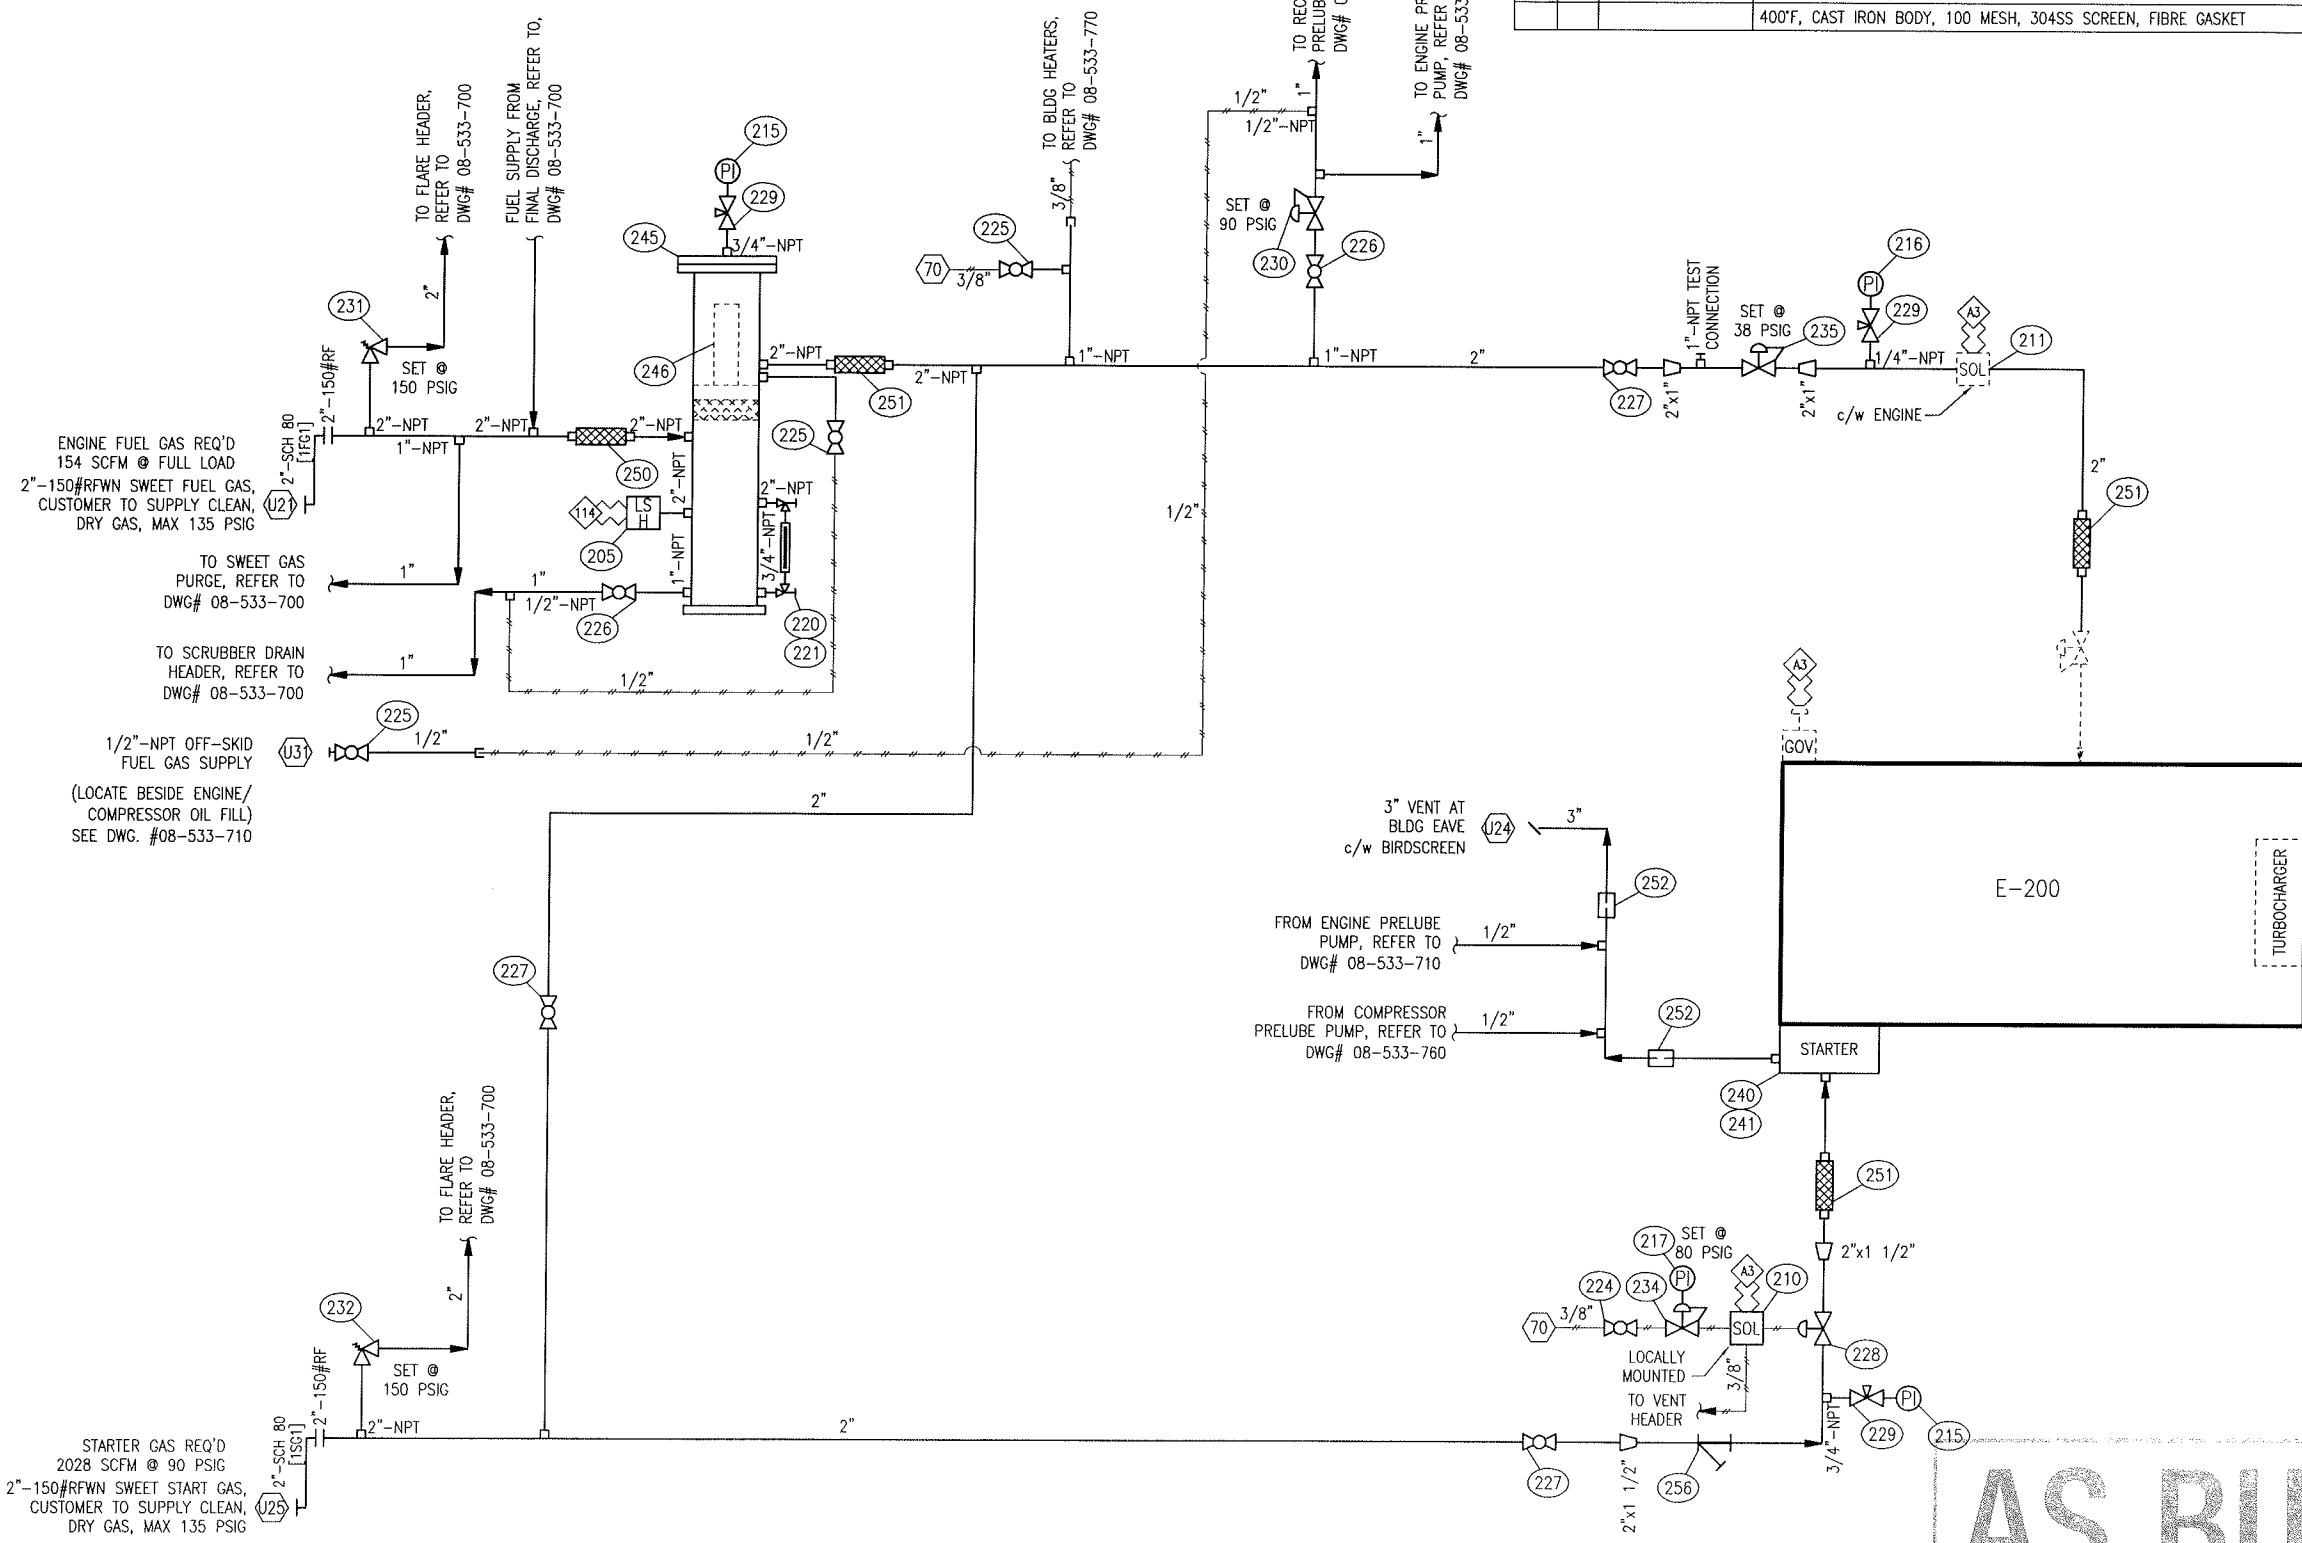 400°F, CAST IRON BODY, 100 MESH, 304SS SCREEN, FIBRE GASKET
TO FLARE HEADER,
REFER TO
DWG# 08-533-700
2"
FUEL SUPPLY FROM
FINAL DISCHARGE, REFER TO,
DWG# 08-533-700
TO BLDG HEATERS,
REFER TO
DWG# 08-533-770
3/8"
TO REC
PRELUB
DWG# 0
1"
TO ENGINE PR
PUMP, REFER
DWG# 08-533
1"
1/2"
1/2"-NPT
215
PI
229
3/4"-NPT
245
246
225
70
3/8"
SET @
90 PSIG
230
226
216
PI
229
1"-NPT TEST
CONNECTION
SET @
38 PSIG
235
A3
211
SOL
1/4"-NPT
c/w ENGINE
231
SET @
150 PSIG
2"-150#RF
2"-SCH 80
[1FG1]
2"-NPT
1"-NPT
2"-NPT
2"-NPT
250
2"-NPT
251
2"-NPT
1"-NPT
1"-NPT
2"
227
2"x1"
2"x1"
2"
251
ENGINE FUEL GAS REQ'D
154 SCFM @ FULL LOAD
2"-150#RFWN SWEET FUEL GAS,
CUSTOMER TO SUPPLY CLEAN,
DRY GAS, MAX 135 PSIG
U21
225
2"-NPT
114
LS
H
205
2"-NPT
3/4"-NPT
1"-NPT
1/2"
TO SWEET GAS
PURGE, REFER TO
DWG# 08-533-700
1"
1"
1/2"-NPT
226
220
221
TO SCRUBBER DRAIN
HEADER, REFER TO
DWG# 08-533-700
1"
1/2"
225
1/2"-NPT OFF-SKID
FUEL GAS SUPPLY
U31
1/2"
1/2"
(LOCATE BESIDE ENGINE/
COMPRESSOR OIL FILL)
SEE DWG. #08-533-710
2"
A3
GOV
3" VENT AT
BLDG EAVE
c/w BIRDSCREEN
U24
3"
252
E-200
TURBOCHARGER
FROM ENGINE PRELUBE
PUMP, REFER TO
DWG# 08-533-710
1/2"
FROM COMPRESSOR
PRELUBE PUMP, REFER TO
DWG# 08-533-760
1/2"
252
STARTER
240
241
227
251
2"x1 1/2"
TO FLARE HEADER,
REFER TO
DWG# 08-533-700
2"
232
SET @
150 PSIG
217
SET @
80 PSIG
PI
A3
210
224
234
70
3/8"
SOL
228
LOCALLY
MOUNTED
3/8"
TO VENT
HEADER
PI
229
215
3/4"-NPT
2"-150#RF
2"-SCH 80
[1SG1]
2"-NPT
2"
227
2"x1 1/2"
256
STARTER GAS REQ'D
2028 SCFM @ 90 PSIG
2"-150#RFWN SWEET START GAS,
CUSTOMER TO SUPPLY CLEAN,
DRY GAS, MAX 135 PSIG
U25
AS BU